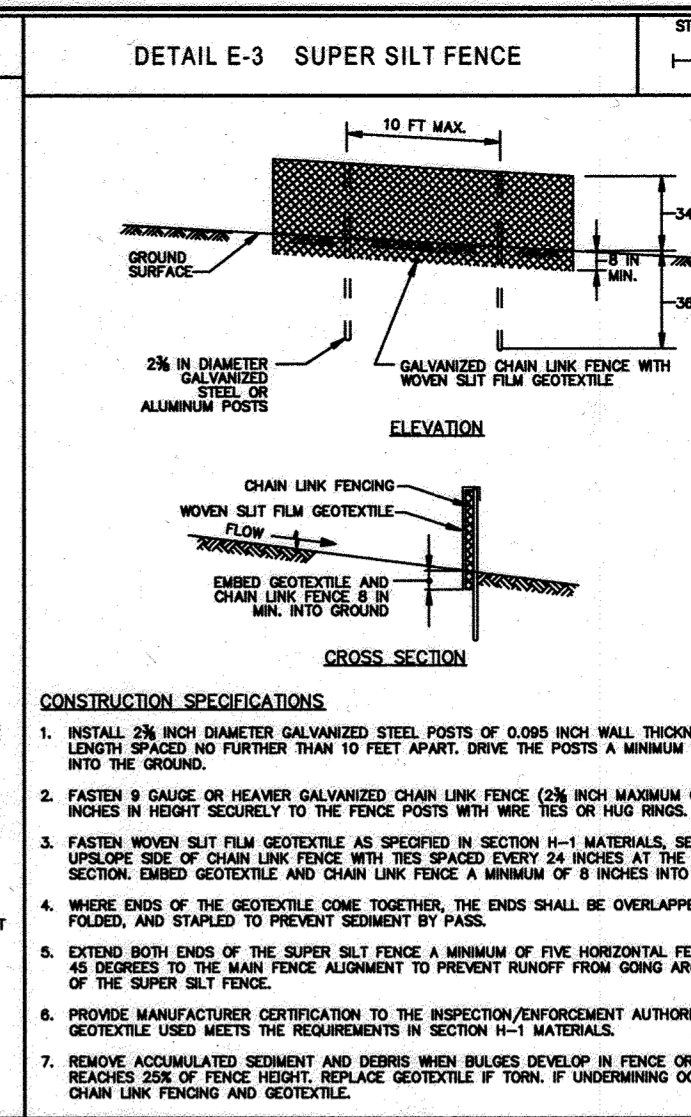 DETAIL E-3 SUPER SILT FENCE
ST
10 FT MAX.
34
GROUND
SURFACE
8 IN
MIN.
36
2⅜ IN DIAMETER
GALVANIZED
STEEL OR
ALUMINUM POSTS
GALVANIZED CHAIN LINK FENCE WITH
WOVEN SLIT FILM GEOTEXTILE
ELEVATION
CHAIN LINK FENCING
WOVEN SLIT FILM GEOTEXTILE
FLOW
EMBED GEOTEXTILE AND
CHAIN LINK FENCE 8 IN
MIN. INTO GROUND
CROSS SECTION
CONSTRUCTION SPECIFICATIONS
1. INSTALL 2⅜ INCH DIAMETER GALVANIZED STEEL POSTS OF 0.095 INCH WALL THICKN
LENGTH SPACED NO FURTHER THAN 10 FEET APART. DRIVE THE POSTS A MINIMUM
INTO THE GROUND.
2. FASTEN 9 GAUGE OR HEAVIER GALVANIZED CHAIN LINK FENCE (2⅜ INCH MAXIMUM
INCHES IN HEIGHT SECURELY TO THE FENCE POSTS WITH WIRE TIES OR HUG RINGS.
3. FASTEN WOVEN SLIT FILM GEOTEXTILE AS SPECIFIED IN SECTION H-1 MATERIALS, SE
UPSLOPE SIDE OF CHAIN LINK FENCE WITH TIES SPACED EVERY 24 INCHES AT THE
SECTION. EMBED GEOTEXTILE AND CHAIN LINK FENCE A MINIMUM OF 8 INCHES INTO
4. WHERE ENDS OF THE GEOTEXTILE COME TOGETHER, THE ENDS SHALL BE OVERLAPPE
FOLDED, AND STAPLED TO PREVENT SEDIMENT BY PASS.
T
5. EXTEND BOTH ENDS OF THE SUPER SILT FENCE A MINIMUM OF FIVE HORIZONTAL FE
45 DEGREES TO THE MAIN FENCE ALIGNMENT TO PREVENT RUNOFF FROM GOING AR
OF THE SUPER SILT FENCE.
6. PROVIDE MANUFACTURER CERTIFICATION TO THE INSPECTION/ENFORCEMENT AUTHORI
GEOTEXTILE USED MEETS THE REQUIREMENTS IN SECTION H-1 MATERIALS.
7. REMOVE ACCUMULATED SEDIMENT AND DEBRIS WHEN BULGES DEVELOP IN FENCE OR
REACHES 25% OF FENCE HEIGHT. REPLACE GEOTEXTILE IF TORN. IF UNDERMINING OC
CHAIN LINK FENCING AND GEOTEXTILE.